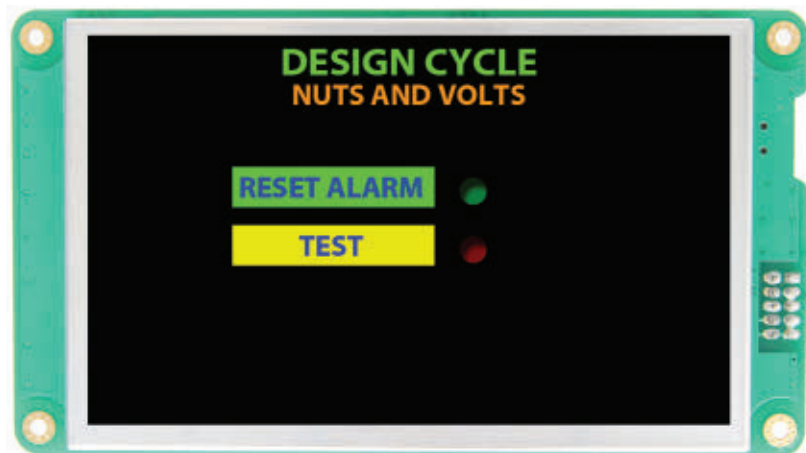 DESIGN CYCLE
NUTS AND VOLTS
RESET ALARM
TEST